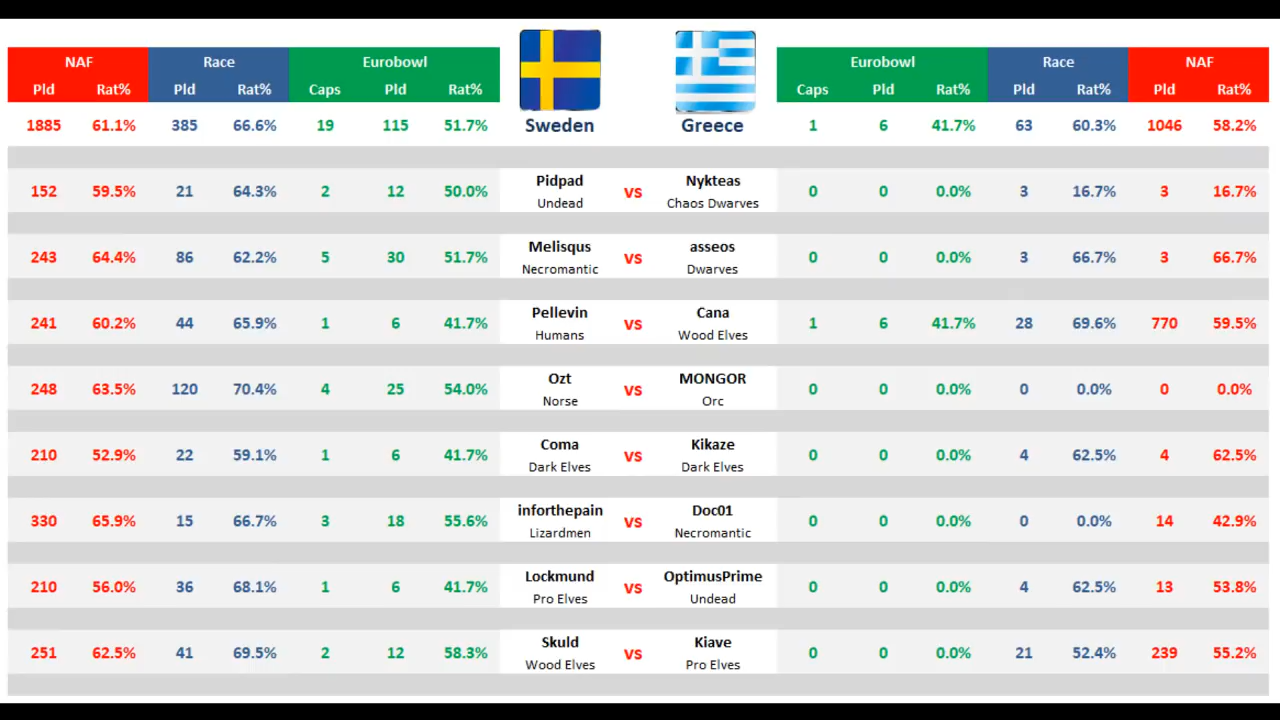 NAF Race Eurobowl Eurobowl Race NAF
Pld Rat% Pld Rat% Caps Pld Rat% Caps Pld Rat% Pld Rat% Pld Rat%
1885 61.1% 385 66.6% 19 115 51.7% Sweden Greece 1 6 41.7% 63 60.3% 1046 58.2%
Pidpad Nykteas
152 59.5% 21 64.3% 2 12 50.0% vs 0 0 0.0% 3 16.7% 3 16.7%
Undead Chaos Dwarves
Melisqus asseos
243 64.4% 86 62.2% 5 30 51.7% vs 0 0 0.0% 3 66.7% 3 66.7%
Necromantic Dwarves
Pellevin Cana
241 60.2% 44 65.9% 1 6 41.7% vs 1 6 41.7% 28 69.6% 770 59.5%
Humans Wood Elves
Ozt MONGOR
248 63.5% 120 70.4% 4 25 54.0% vs 0 0 0.0% 0 0.0% 0 0.0%
Norse Orc
Coma Kikaze
210 52.9% 22 59.1% 1 6 41.7% vs 0 0 0.0% 4 62.5% 4 62.5%
Dark Elves Dark Elves
inforthepain Doc01
330 65.9% 15 66.7% 3 18 55.6% vs 0 0 0.0% 0 0.0% 14 42.9%
Lizardmen Necromantic
Lockmund OptimusPrime
210 56.0% 36 68.1% 1 6 41.7% vs 0 0 0.0% 4 62.5% 13 53.8%
Pro Elves Undead
Skuld Kiave
251 62.5% 41 69.5% 2 12 58.3% vs 0 0 0.0% 21 52.4% 239 55.2%
Wood Elves Pro Elves